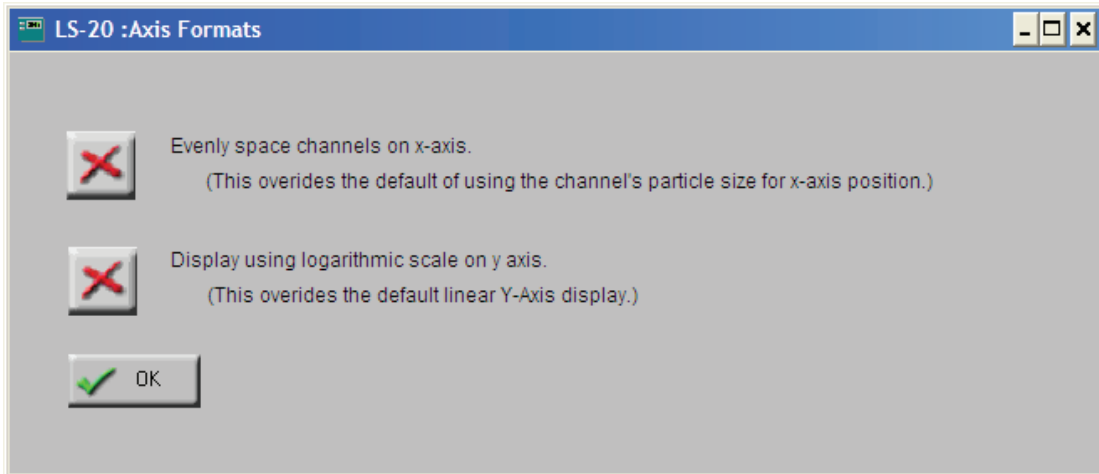 LS-20 :Axis Formats
Evenly space channels on x-axis.
(This overides the default of using the channel's particle size for x-axis position.)
Display using logarithmic scale on y axis.
(This overides the default linear Y-Axis display.)
OK